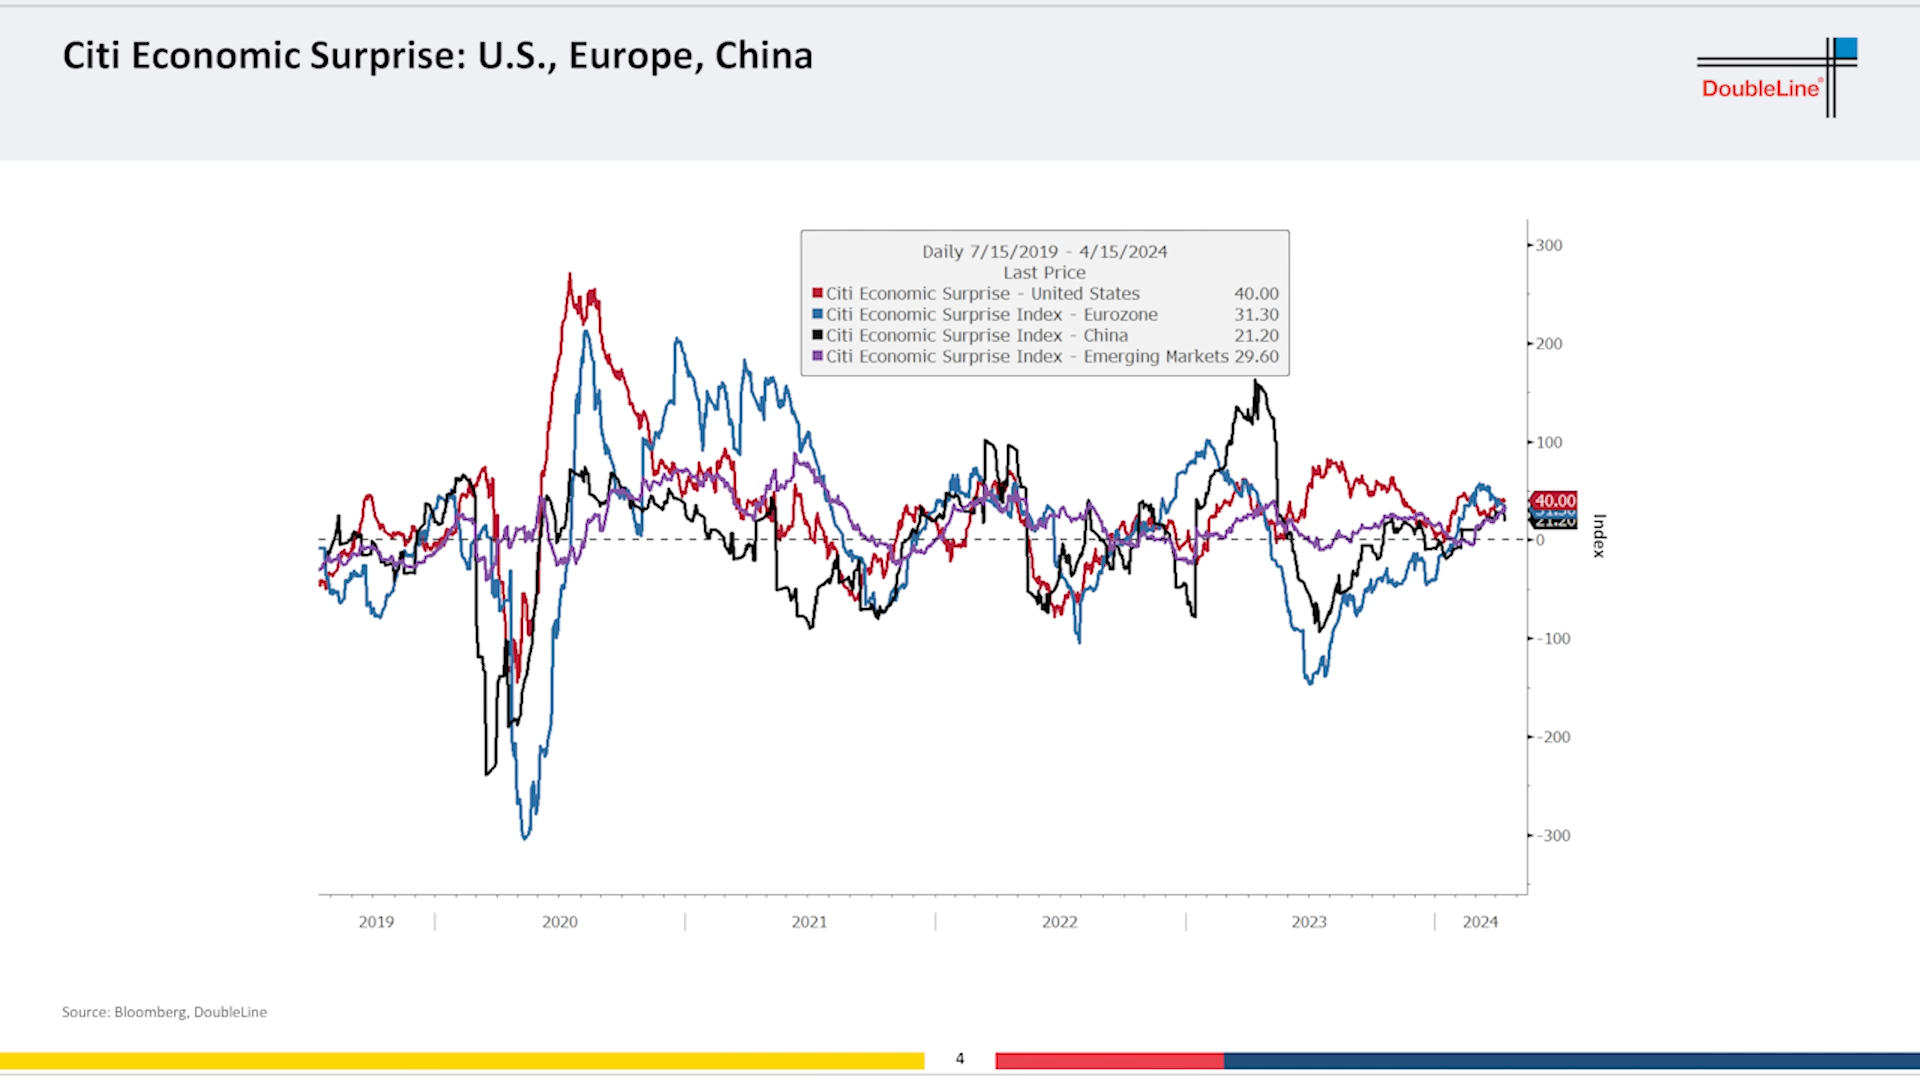 Citi Economic Surprise: U.S., Europe, China
DoubleLine®
Daily 7/15/2019 - 4/15/2024
Last Price
Citi Economic Surprise - United States 40.00
Citi Economic Surprise Index - Eurozone 31.30
Citi Economic Surprise Index - China 21.20
Citi Economic Surprise Index - Emerging Markets 29.60
300
200
100
40.00
21.20
0
-100
-200
-300
Index
2019 2020 2021 2022 2023 2024
Source: Bloomberg, DoubleLine
4